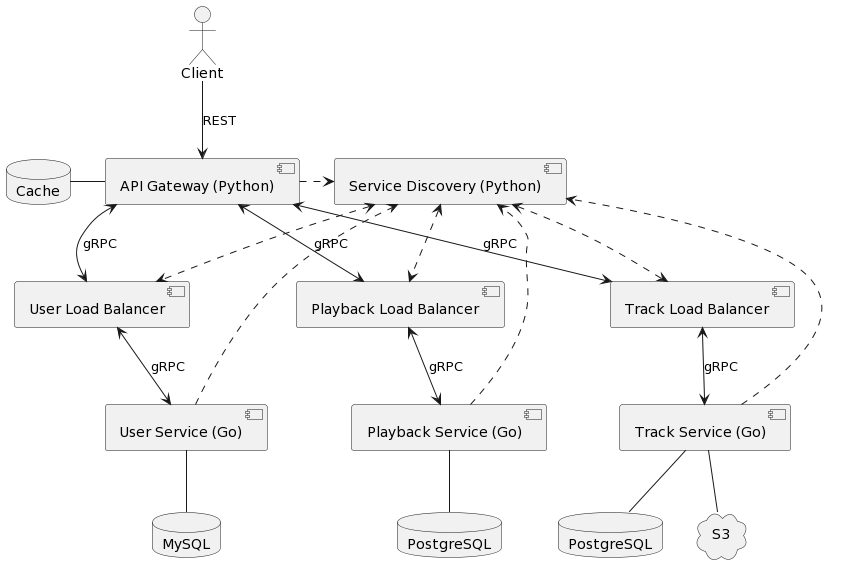 Client
REST
Cache
API Gateway (Python)
Service Discovery (Python)
gRPC
gRPC
gRPC
User Load Balancer
Playback Load Balancer
Track Load Balancer
gRPC
gRPC
gRPC
User Service (Go)
Playback Service (Go)
Track Service (Go)
MySQL
PostgreSQL
PostgreSQL
S3